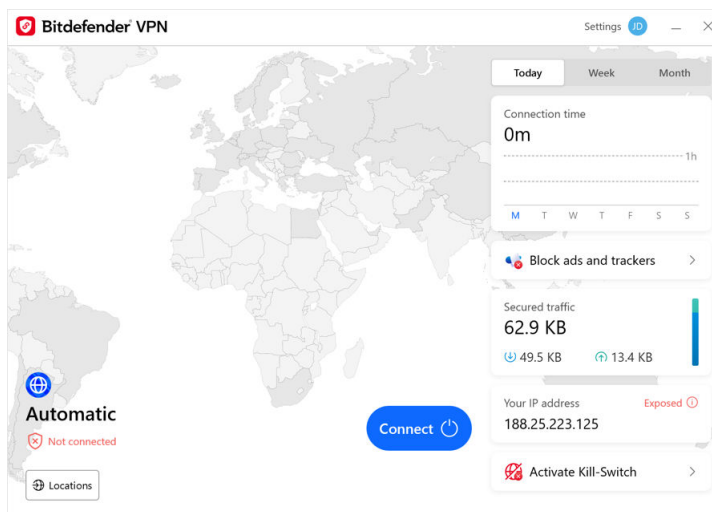 Bitdefender® VPN
Settings JD
Today Week Month
Connection time
0m
1h
M T W T F S S
Block ads and trackers
Secured traffic
62.9 KB
49.5 KB 13.4 KB
Your IP address Exposed
188.25.223.125
Activate Kill-Switch
Automatic
Not connected
Connect
Locations